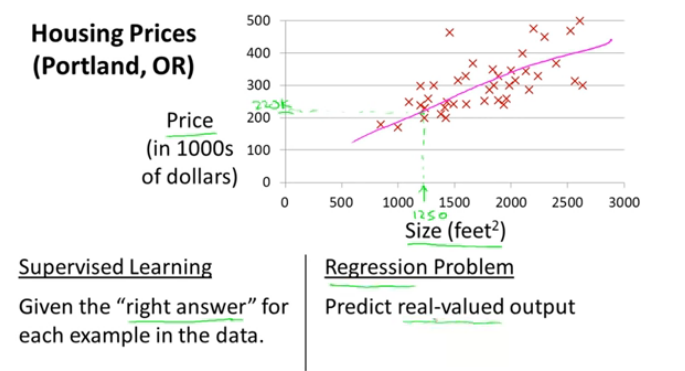 Housing Prices
(Portland, OR)
500
400
300
220K
200
100
0
Price
(in 1000s
of dollars)
0 500 1000 1500 2000 2500 3000
1250
Size (feet²)
Supervised Learning
Given the “right answer” for
each example in the data.
Regression Problem
Predict real-valued output